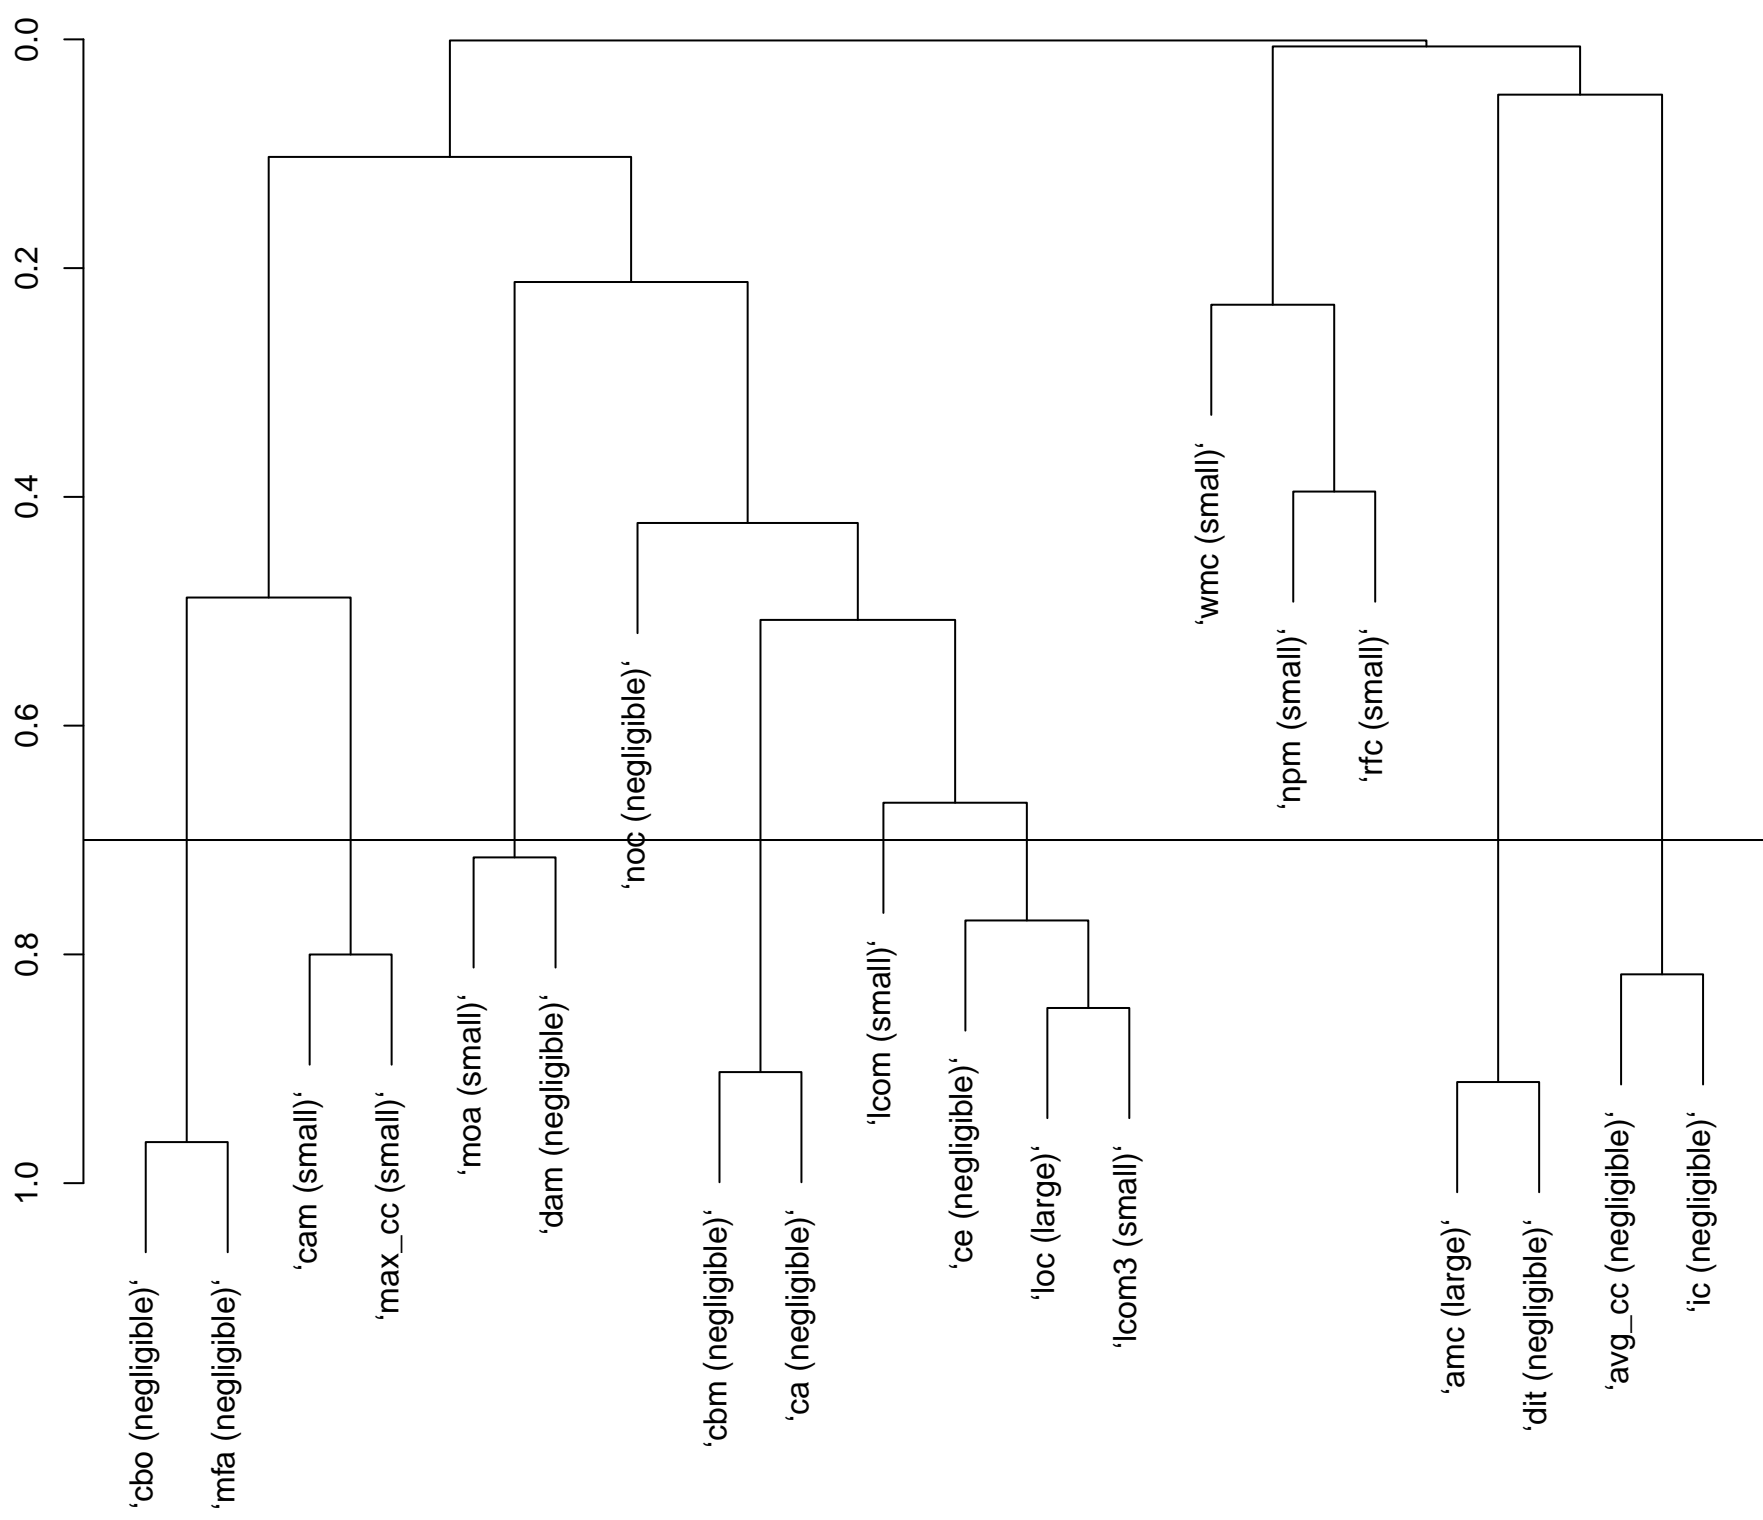 0.0
0.2
0.4
0.6
0.8
1.0
‘cbo (negligible)‘
‘mfa (negligible)‘
‘cam (small)‘
‘max_cc (small)‘
‘moa (small)‘
‘dam (negligible)‘
‘noc (negligible)‘
‘cbm (negligible)‘
‘ca (negligible)‘
‘lcom (small)‘
‘ce (negligible)‘
‘loc (large)‘
‘lcom3 (small)‘
‘wmc (small)‘
‘npm (small)‘
‘rfc (small)‘
‘amc (large)‘
‘dit (negligible)‘
‘avg_cc (negligible)‘
‘ic (negligible)‘